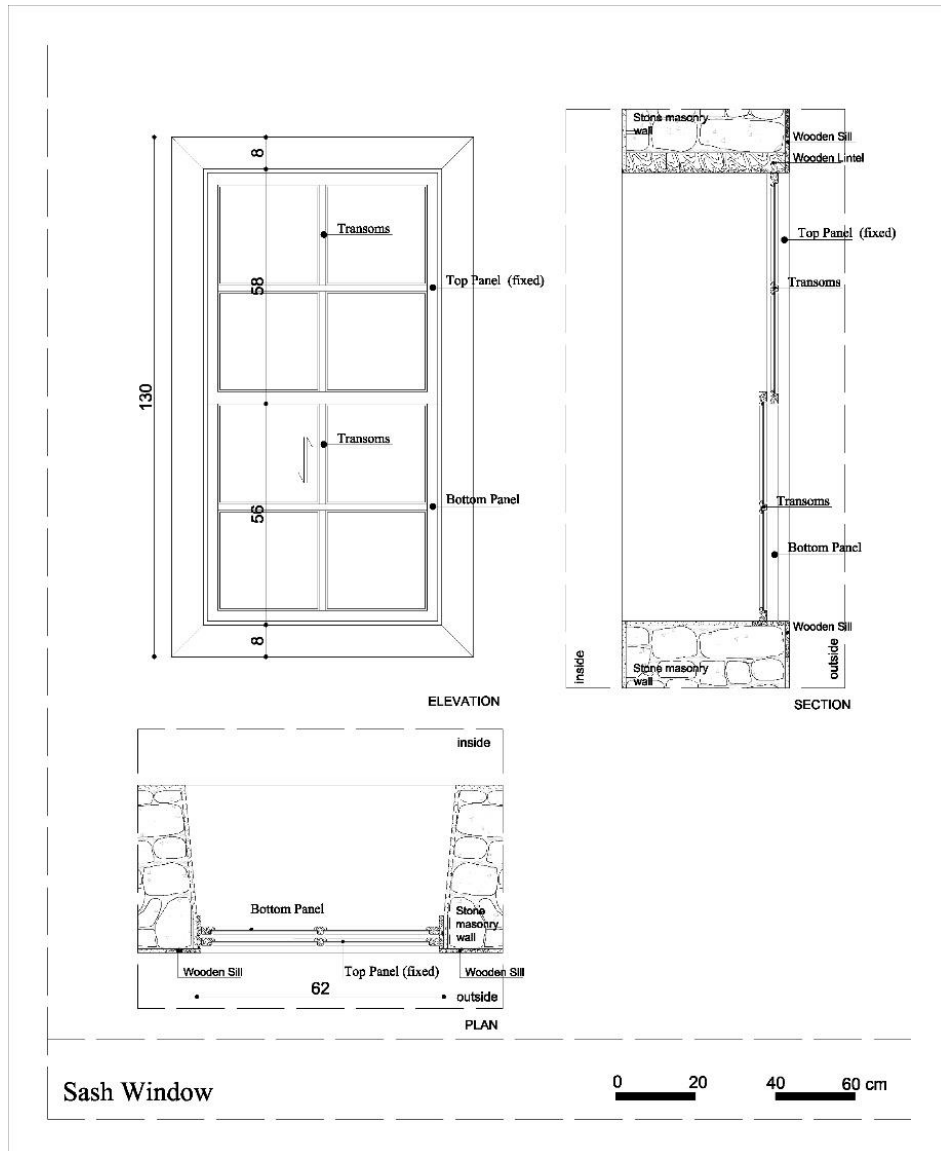 8
Transoms
58
Top Panel (fixed)
130
Transoms
56
Bottom Panel
8
ELEVATION
Stone masonry
wall
Wooden Sill
Wooden Lintel
Top Panel (fixed)
Transoms
Transoms
Bottom Panel
Wooden Sill
inside
Stone masonry
wall
outside
SECTION
inside
Bottom Panel
Stone
masonry
wall
Wooden Sill
Top Panel (fixed)
Wooden Sill
62
outside
PLAN
Sash Window
0 20 40 60 cm